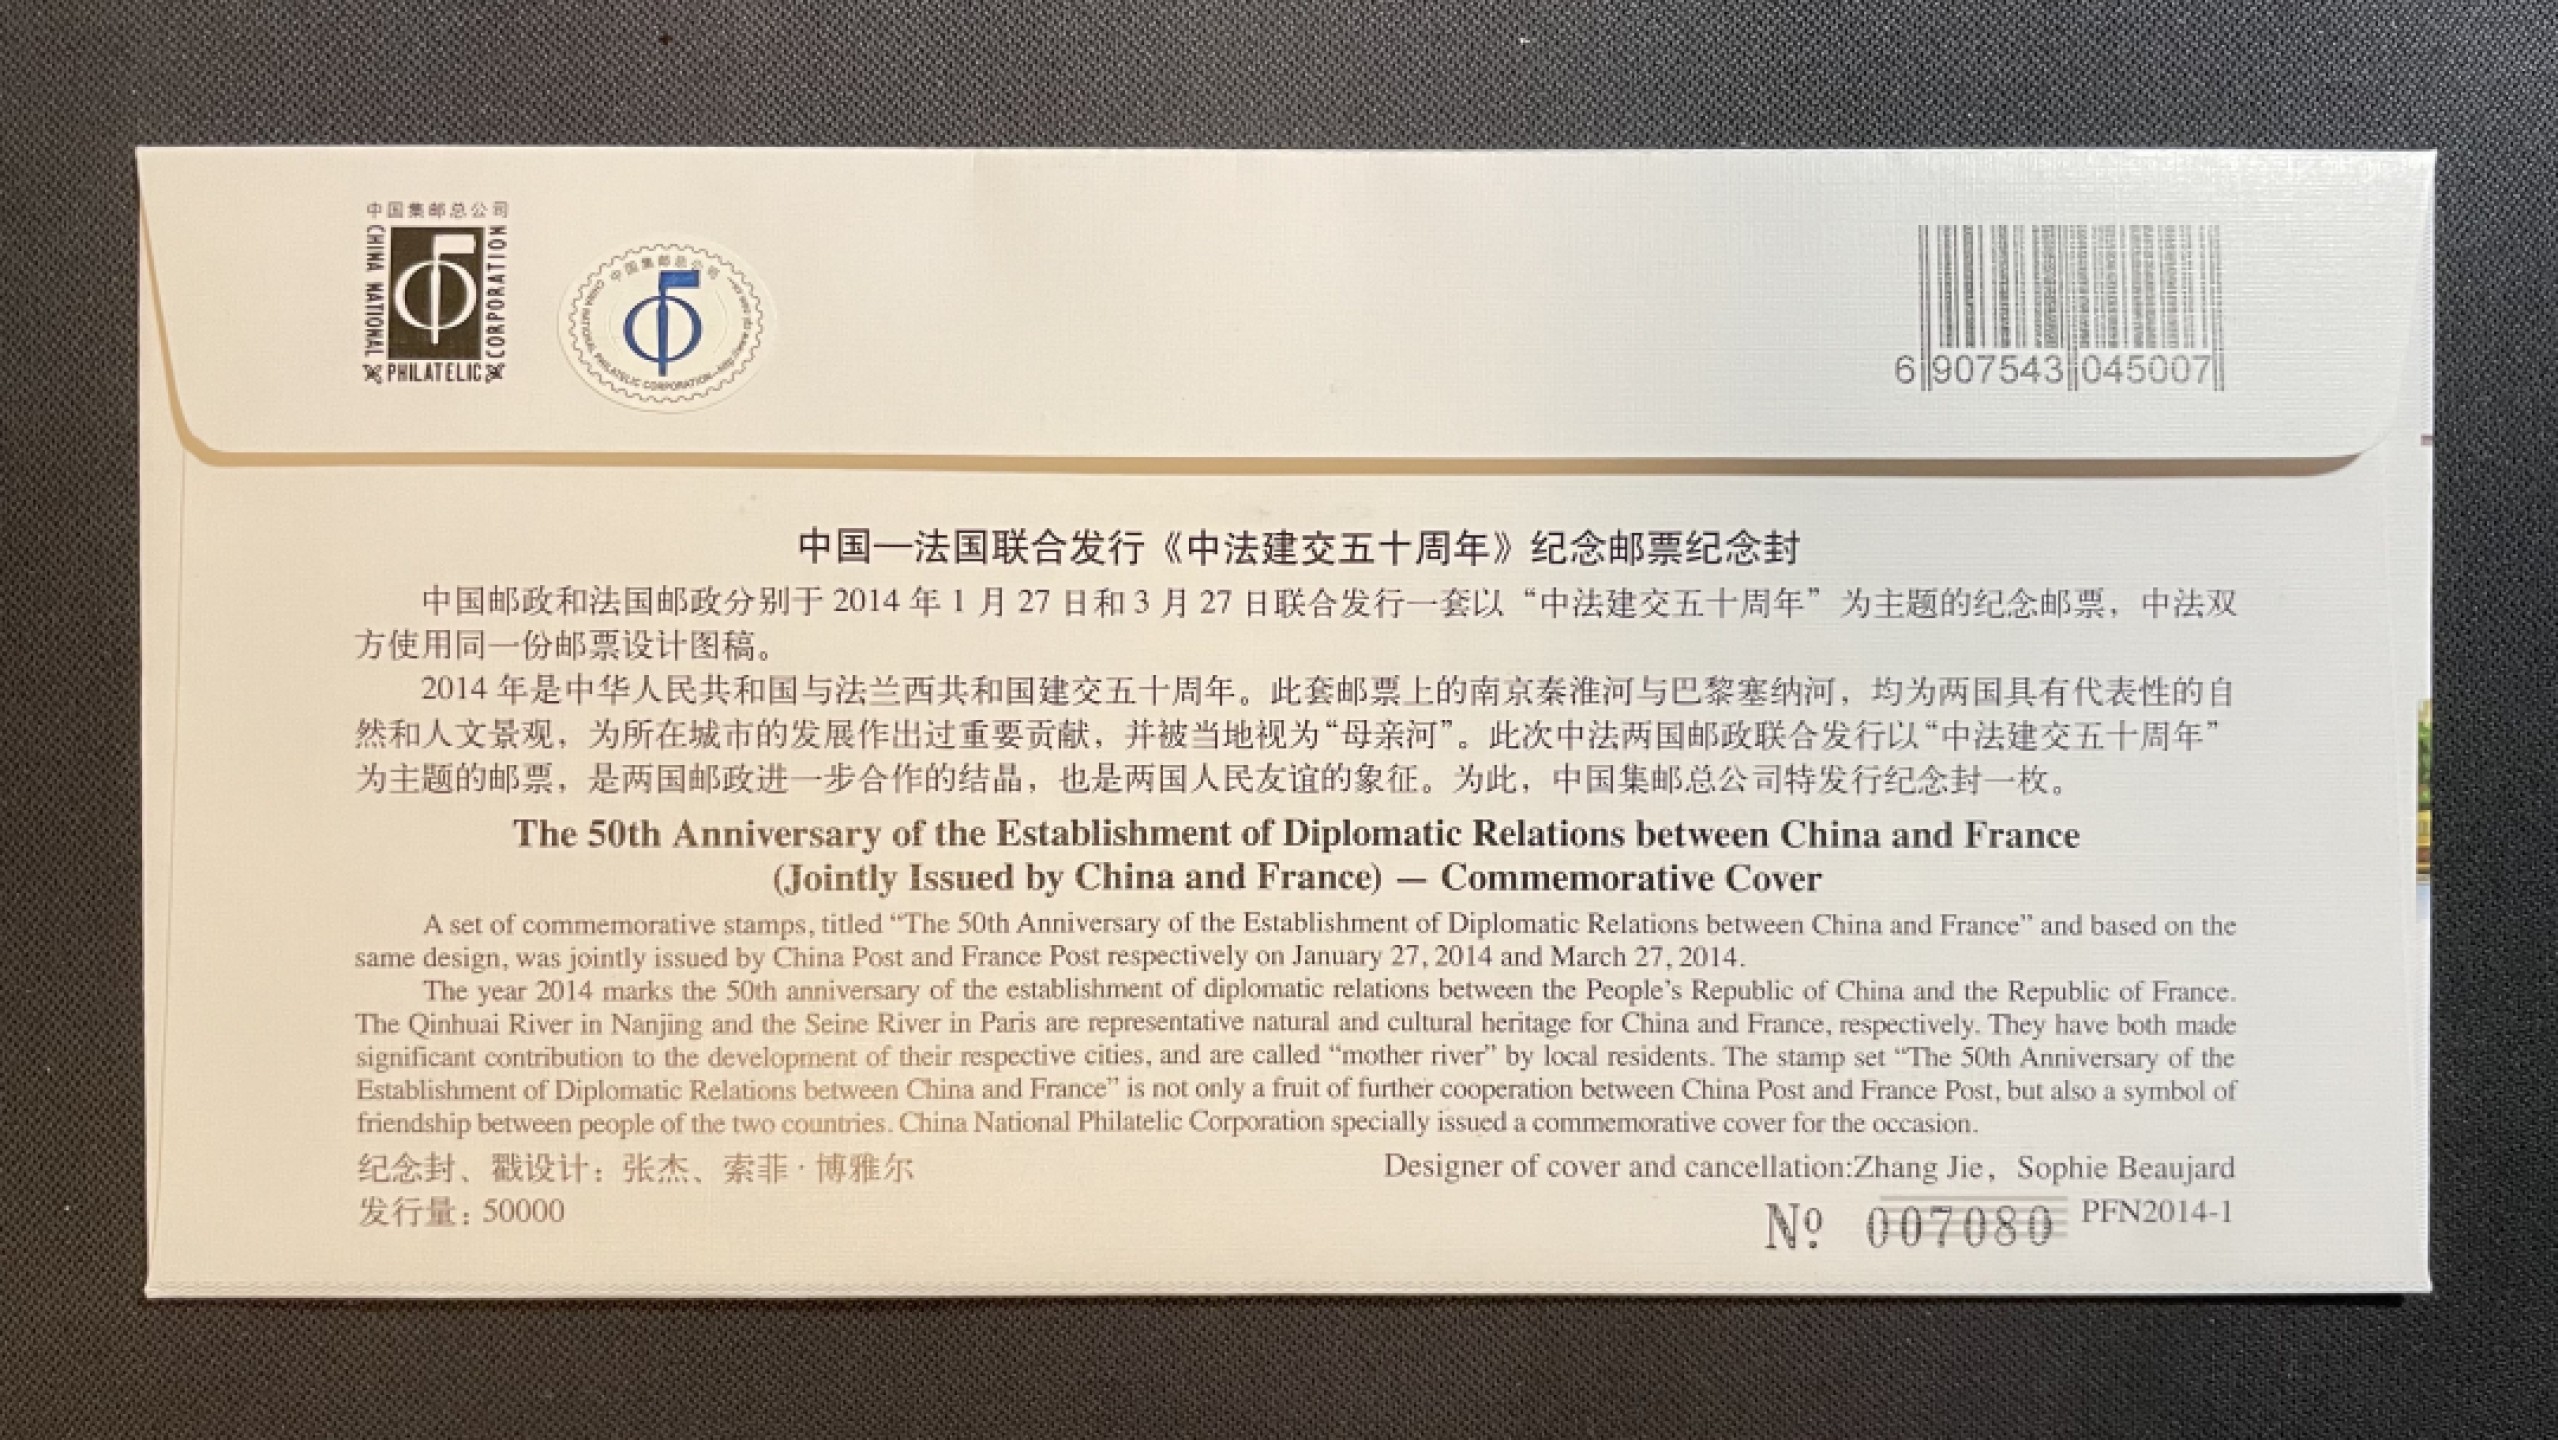 中国集邮总公司
CHINA NATIONAL
PHILATELIC
CORPORATION
中国集邮总公司
CHINA NATIONAL PHILATELIC CORPORATION
6 907543 045007
中国—法国联合发行《中法建交五十周年》纪念邮票纪念封
中国邮政和法国邮政分别于 2014 年 1 月 27 日和 3 月 27 日联合发行一套以“中法建交五十周年”为主题的纪念邮票，中法双
方使用同一份邮票设计图稿。
2014 年是中华人民共和国与法兰西共和国建交五十周年。此套邮票上的南京秦淮河与巴黎塞纳河，均为两国具有代表性的自
然和人文景观，为所在城市的发展作出过重要贡献，并被当地视为“母亲河”。此次中法两国邮政联合发行以“中法建交五十周年”
为主题的邮票，是两国邮政进一步合作的结晶，也是两国人民友谊的象征。为此，中国集邮总公司特发行纪念封一枚。
The 50th Anniversary of the Establishment of Diplomatic Relations between China and France
(Jointly Issued by China and France) — Commemorative Cover
A set of commemorative stamps, titled “The 50th Anniversary of the Establishment of Diplomatic Relations between China and France” and based on the
same design, was jointly issued by China Post and France Post respectively on January 27, 2014 and March 27, 2014.
The year 2014 marks the 50th anniversary of the establishment of diplomatic relations between the People’s Republic of China and the Republic of France.
The Qinhuai River in Nanjing and the Seine River in Paris are representative natural and cultural heritage for China and France, respectively. They have both made
significant contribution to the development of their respective cities, and are called “mother river” by local residents. The stamp set “The 50th Anniversary of the
Establishment of Diplomatic Relations between China and France” is not only a fruit of further cooperation between China Post and France Post, but also a symbol of
friendship between people of the two countries. China National Philatelic Corporation specially issued a commemorative cover for the occasion.
纪念封、戳设计：张杰、索菲·博雅尔 Designer of cover and cancellation:Zhang Jie，Sophie Beaujard
发行量：50000 Nº 007080 PFN2014-1